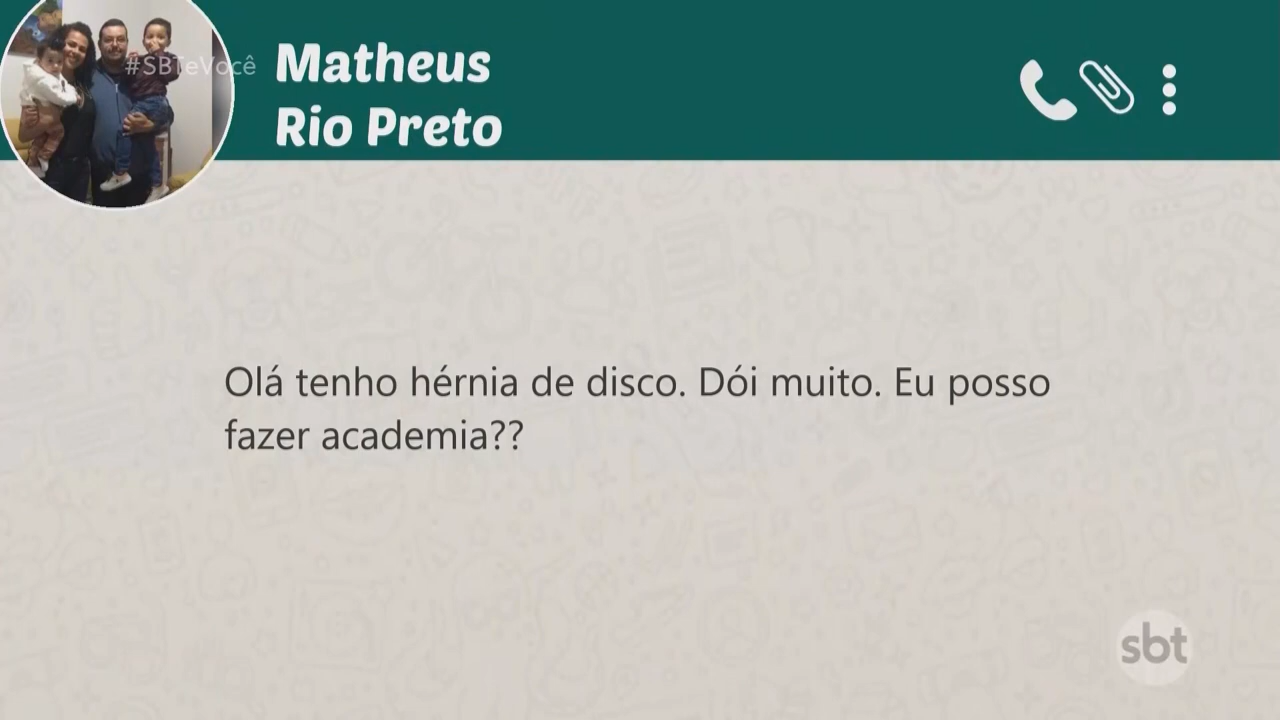 #SBTeVocê
Matheus
Rio Preto
Olá tenho hérnia de disco. Dói muito. Eu posso
fazer academia??
sbt